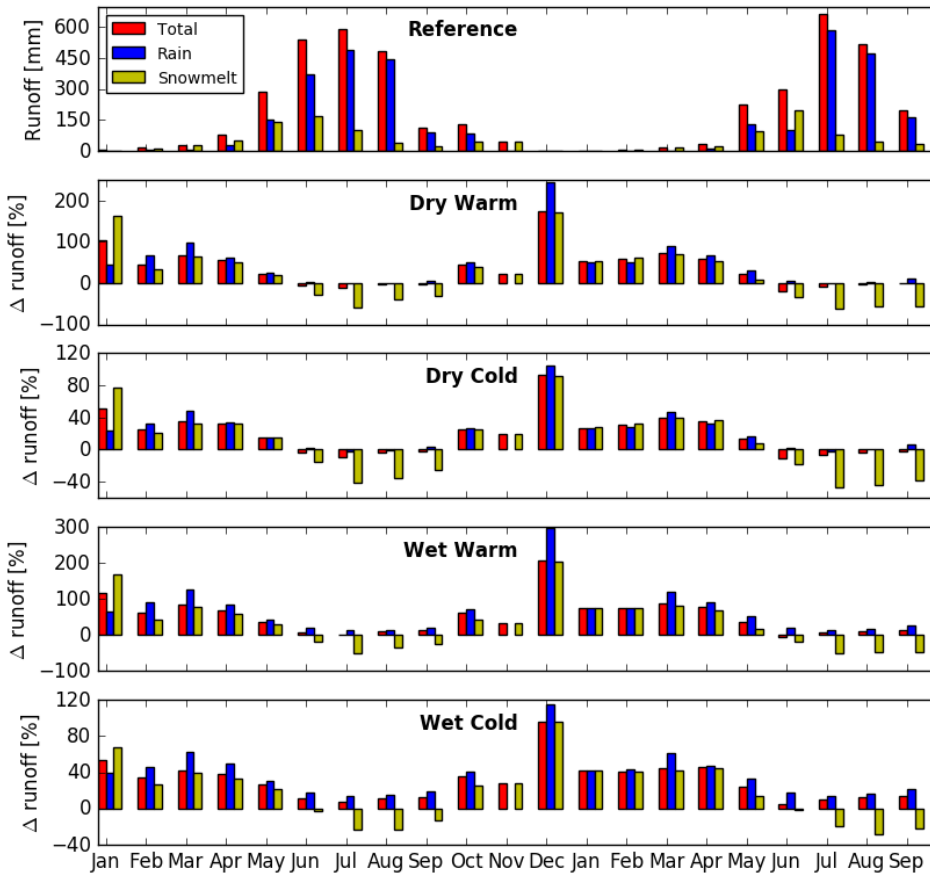 Runoff [mm]
600
450
300
150
Total
Rain
Snowmelt
Reference
Δ runoff [%]
200
100
0
−100
Dry Warm
Δ runoff [%]
120
80
40
0
−40
Dry Cold
Δ runoff [%]
300
200
100
0
−100
Wet Warm
Δ runoff [%]
120
80
40
0
−40
Wet Cold
Jan Feb Mar Apr May Jun Jul Aug Sep Oct Nov Dec Jan Feb Mar Apr May Jun Jul Aug Sep